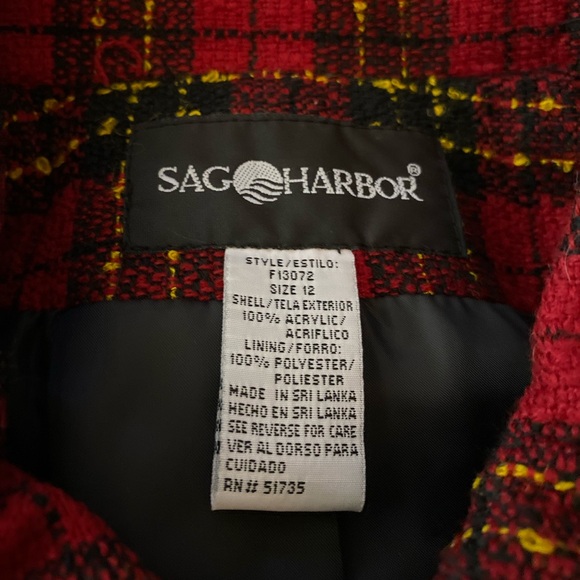 SAG HARBOR®
STYLE/ESTILO:
F13072
SIZE 12
SHELL/TELA EXTERIOR
100% ACRYLIC/
ACRIFLICO
LINING/FORRO:
100% POLYESTER/
POLIESTER
MADE IN SRI LANKA
HECHO EN SRI LANKA
SEE REVERSE FOR CARE
VER AL DORSO PARA
CUIDADO
RN# 51735